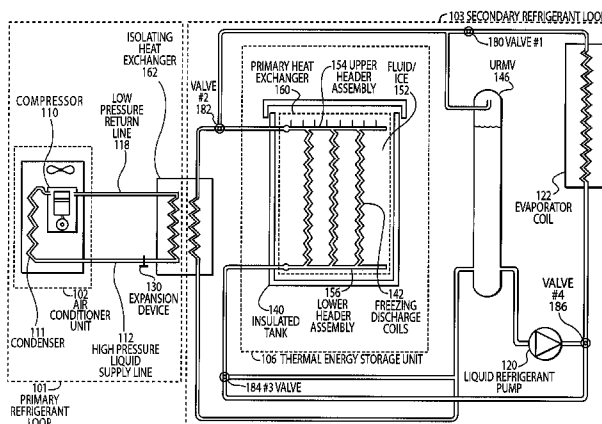 103 SECONDARY REFRIGERANT LOOP
ISOLATING HEAT
EXCHANGER
162
180 VALVE #1
PRIMARY HEAT
EXCHANGER
160
154 UPPER
HEADER
ASSEMBLY
FLUID/
ICE
152
URMV
146
COMPRESSOR
110
LOW
PRESSURE
RETURN
LINE
118
VALVE
#2
182
122
EVAPORATOR
COIL
130
EXPANSION
DEVICE
102
AIR
CONDITIONER
UNIT
111
CONDENSER
112
HIGH PRESSURE
LIQUID
SUPPLY LINE
140
INSULATED
TANK
156
LOWER
HEADER
ASSEMBLY
142
FREEZING
DISCHARGE
COILS
VALVE
#4
186
106 THERMAL ENERGY STORAGE UNIT
120
LIQUID REFRIGERANT
PUMP
184 #3 VALVE
101
PRIMARY
REFRIGERANT
LOOP